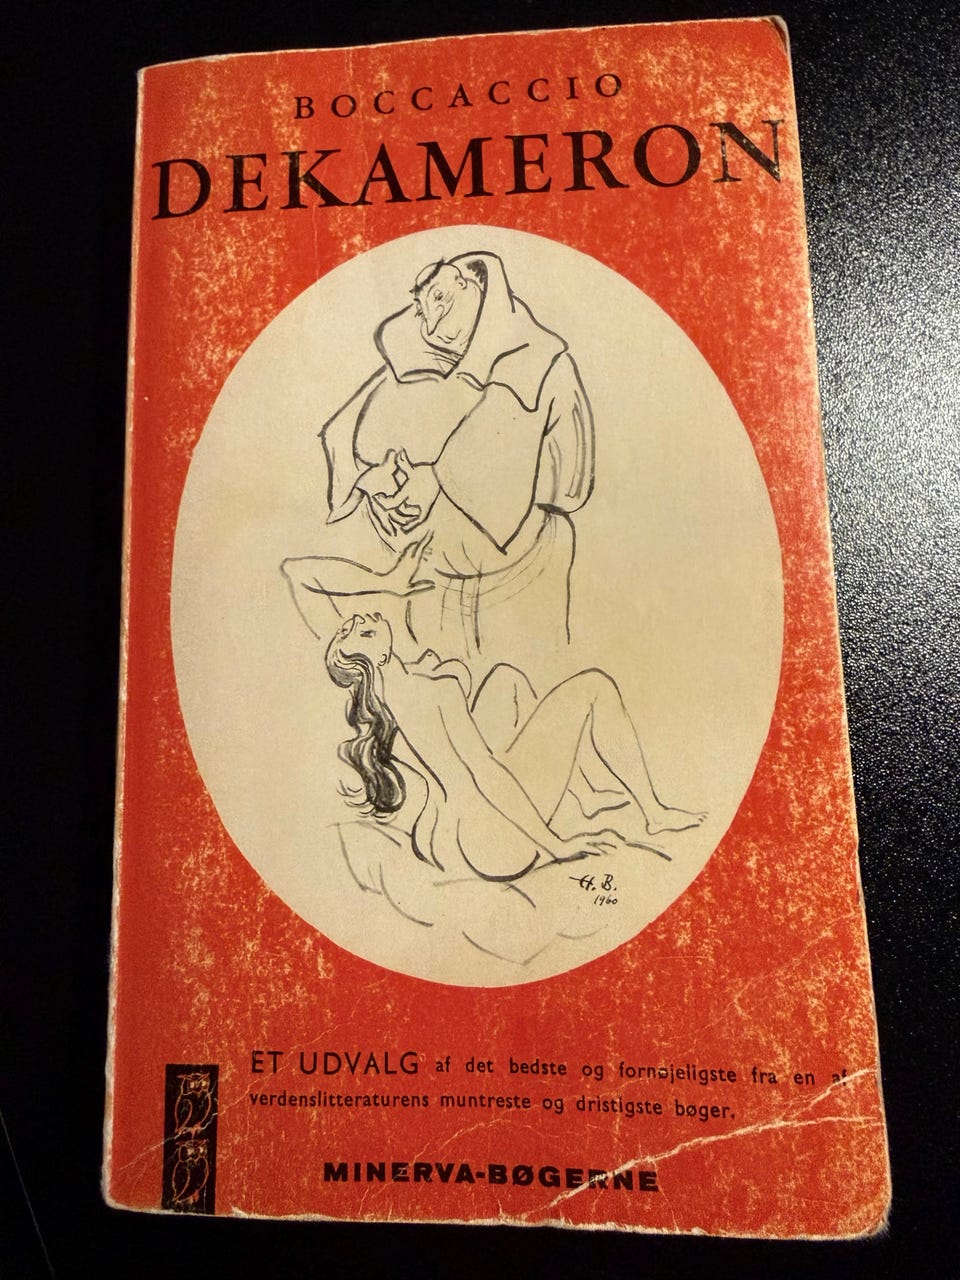 BOCCACCIO
DEKAMERON
H. B.
1960
ET UDVALG af det bedste og fornøjeligste fra en af
verdenslitteraturens muntreste og dristigste bøger.
MINERVA-BØGERNE